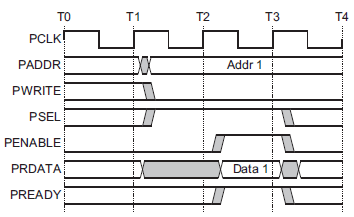 T0 T1 T2 T3 T4
PCLK
PADDR Addr 1
PWRITE
PSEL
PENABLE
PRDATA Data 1
PREADY